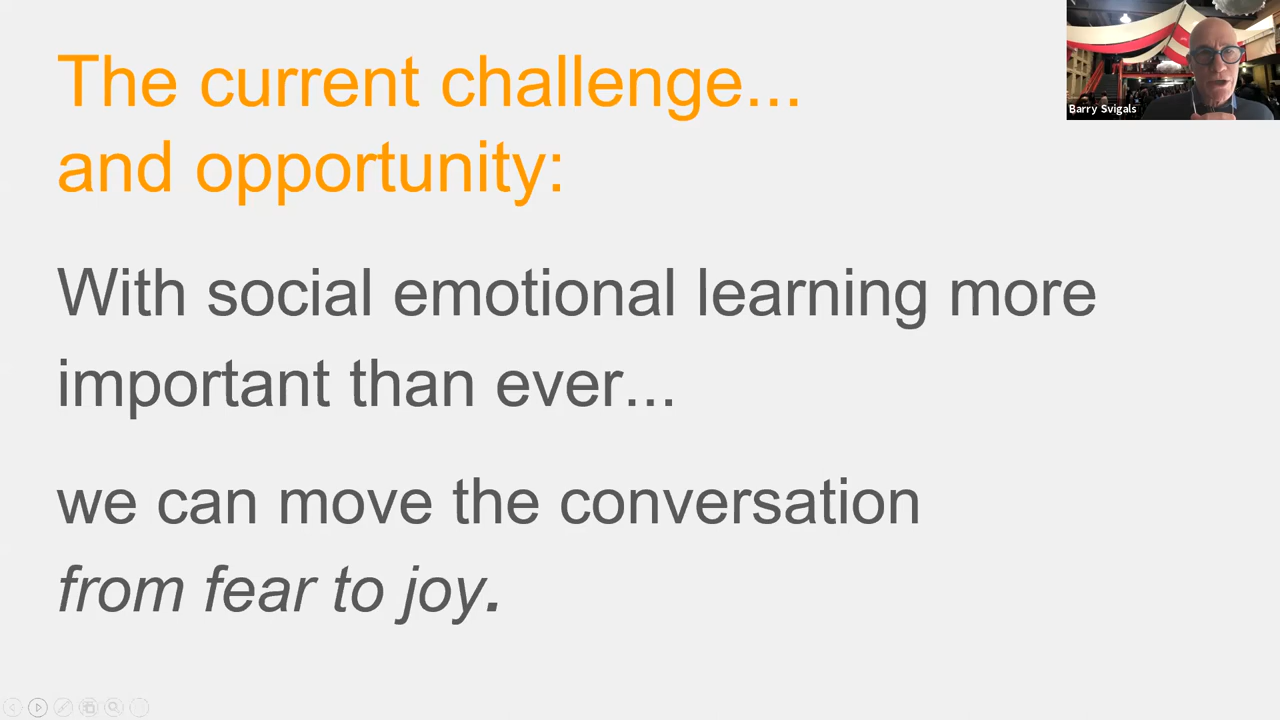 The current challenge...
and opportunity:
Barry Svigals
With social emotional learning more
important than ever...
we can move the conversation
from fear to joy.